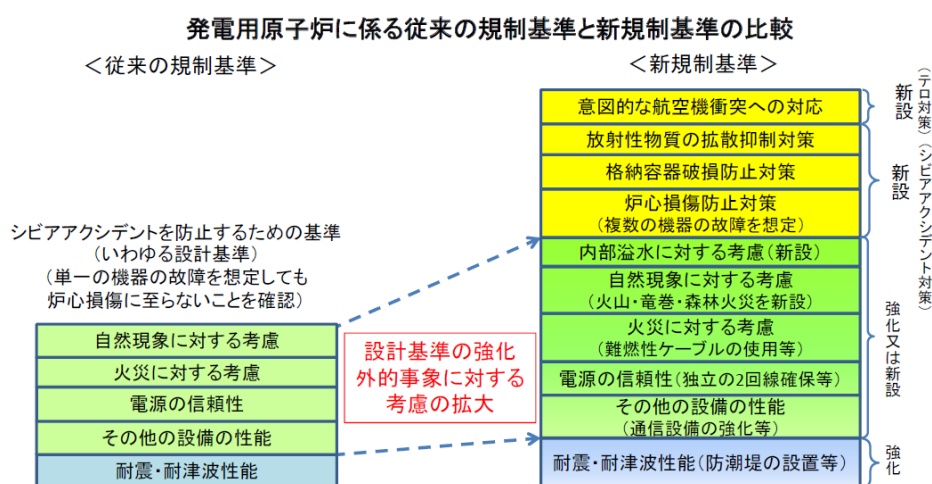 発電用原子炉に係る従来の規制基準と新規制基準の比較
＜従来の規制基準＞
シビアアクシデントを防止するための基準
(いわゆる設計基準)
(単一の機器の故障を想定しても
炉心損傷に至らないことを確認)
自然現象に対する考慮
火災に対する考慮
電源の信頼性
その他の設備の性能
耐震・耐津波性能
設計基準の強化
外的事象に対する
考慮の拡大
＜新規制基準＞
意図的な航空機衝突への対応
放射性物質の拡散抑制対策
格納容器破損防止対策
炉心損傷防止対策
(複数の機器の故障を想定)
内部溢水に対する考慮(新設)
自然現象に対する考慮
(火山・竜巻・森林火災を新設)
火災に対する考慮
(難燃性ケーブルの使用等)
電源の信頼性(独立の2回線確保等)
その他の設備の性能
(通信設備の強化等)
耐震・耐津波性能(防潮堤の設置等)
新設
(テロ対策)
新設
(シビアアクシデント対策)
強化又は新設
強化